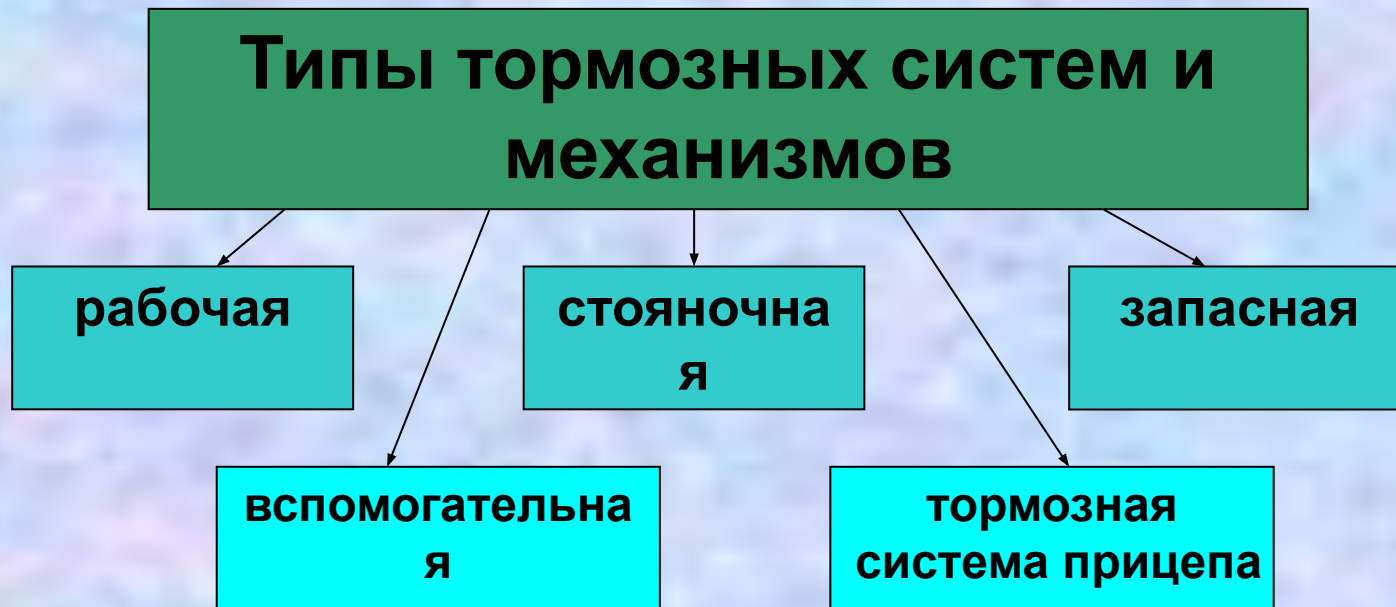 Типы тормозных систем и
механизмов
рабочая
стояночна
я
запасная
вспомогательна
я
тормозная
система прицепа